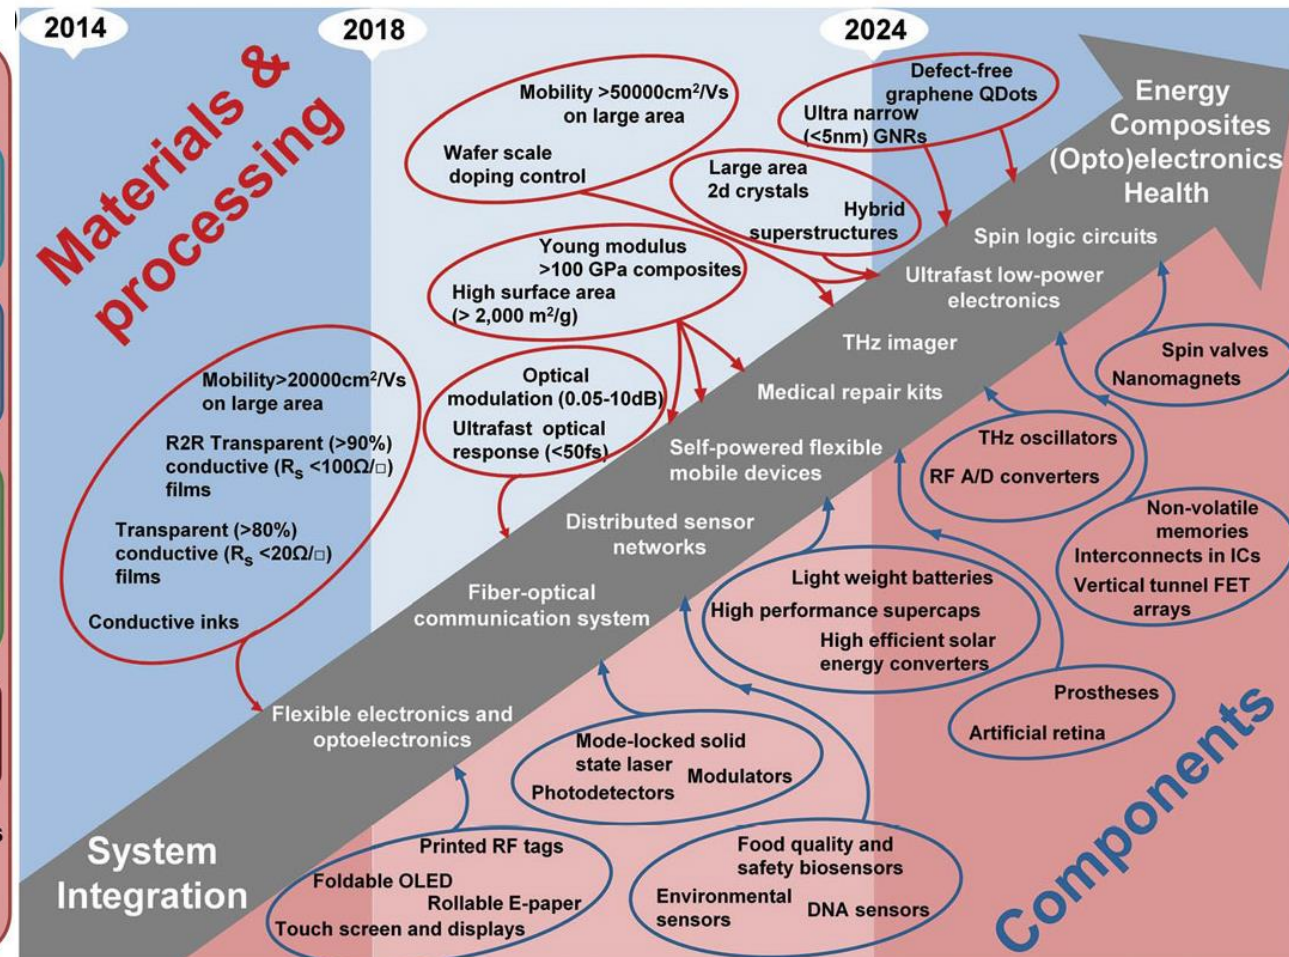 2014
2018
2024
Materials &
processing
Mobility >50000cm²/Vs
on large area
Wafer scale
doping control
Defect-free
graphene QDots
Ultra narrow
(<5nm) GNRs
Large area
2d crystals
Hybrid
superstructures
Young modulus
>100 GPa composites
High surface area
(> 2,000 m²/g)
Mobility>20000cm²/Vs
on large area
R2R Transparent (>90%)
conductive (Rs <100Ω/□)
films
Transparent (>80%)
conductive (Rs <20Ω/□)
films
Conductive inks
Optical
modulation (0.05-10dB)
Ultrafast optical
response (<50fs)
Energy
Composites
(Opto)electronics
Health
Spin logic circuits
Ultrafast low-power
electronics
THz imager
Medical repair kits
Self-powered flexible
mobile devices
Distributed sensor
networks
Fiber-optical
communication system
Flexible electronics and
optoelectronics
System
Integration
Spin valves
Nanomagnets
THz oscillators
RF A/D converters
Non-volatile
memories
Interconnects in ICs
Vertical tunnel FET
arrays
Light weight batteries
High performance supercaps
High efficient solar
energy converters
Prostheses
Artificial retina
Mode-locked solid
state laser
Modulators
Photodetectors
Food quality and
safety biosensors
Environmental
sensors
DNA sensors
Printed RF tags
Foldable OLED
Rollable E-paper
Touch screen and displays
Components
s